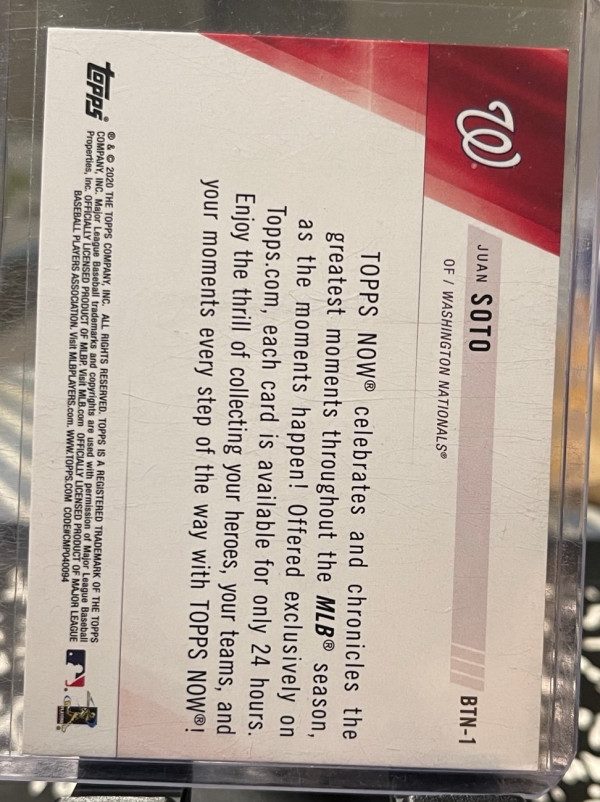 W
JUAN SOTO BTN-1
OF / WASHINGTON NATIONALS®
TOPPS NOW® celebrates and chronicles the
greatest moments throughout the MLB® season,
as the moments happen! Offered exclusively on
Topps.com, each card is available for only 24 hours.
Enjoy the thrill of collecting your heroes, your teams, and
your moments every step of the way with TOPPS NOW®!
topps®
® & © 2020 THE TOPPS COMPANY, INC. ALL RIGHTS RESERVED. TOPPS IS A REGISTERED TRADEMARK OF THE TOPPS
COMPANY, INC. Major League Baseball trademarks and copyrights are used with permission of Major League Baseball
Properties, Inc. OFFICIALLY LICENSED PRODUCT OF MLBP. Visit MLB.com OFFICIALLY LICENSED PRODUCT OF MAJOR LEAGUE
BASEBALL PLAYERS ASSOCIATION. Visit MLBPLAYERS.com. WWW.TOPPS.COM CODE#CMP040094